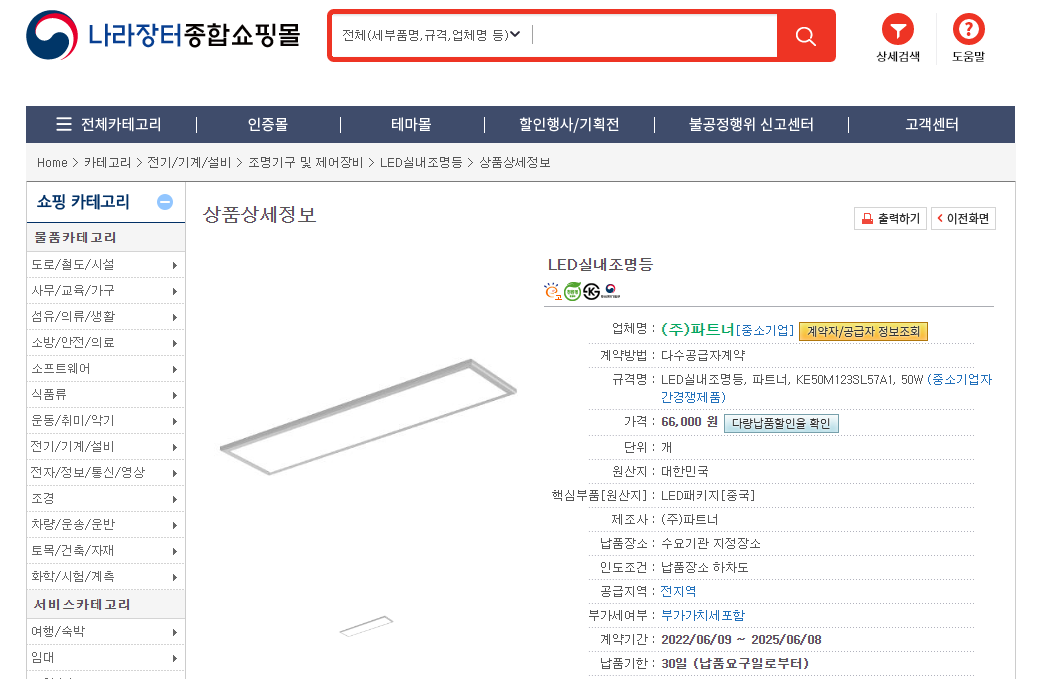 나라장터종합쇼핑몰
전체(세부품명,규격,업체명 등)
상세검색
도움말
전체카테고리
인증몰
테마몰
할인행사/기획전
불공정행위 신고센터
고객센터
Home > 카테고리 > 전기/기계/설비 > 조명기구 및 제어장비 > LED실내조명등 > 상품상세정보
쇼핑 카테고리
물품카테고리
도로/철도/시설
사무/교육/가구
섬유/의류/생활
소방/안전/의료
소프트웨어
식품류
운동/취미/악기
전기/기계/설비
전자/정보/통신/영상
조경
차량/운송/운반
토목/건축/자재
화학/시험/계측
서비스카테고리
여행/숙박
임대
상품상세정보
출력하기
이전화면
LED실내조명등
업체명 : (주)파트너[중소기업] 계약자/공급자 정보조회
계약방법 : 다수공급자계약
규격명 : LED실내조명등, 파트너, KE50M123SL57A1, 50W (중소기업자
간경쟁제품)
가격 : 66,000 원 다량납품할인율 확인
단위 : 개
원산지 : 대한민국
핵심부품[원산지] : LED패키지[중국]
제조사 : (주)파트너
납품장소 : 수요기관 지정장소
인도조건 : 납품장소 하차도
공급지역 : 전지역
부가세여부 : 부가가치세포함
계약기간 : 2022/06/09 ~ 2025/06/08
납품기한 : 30일 (납품요구일로부터)